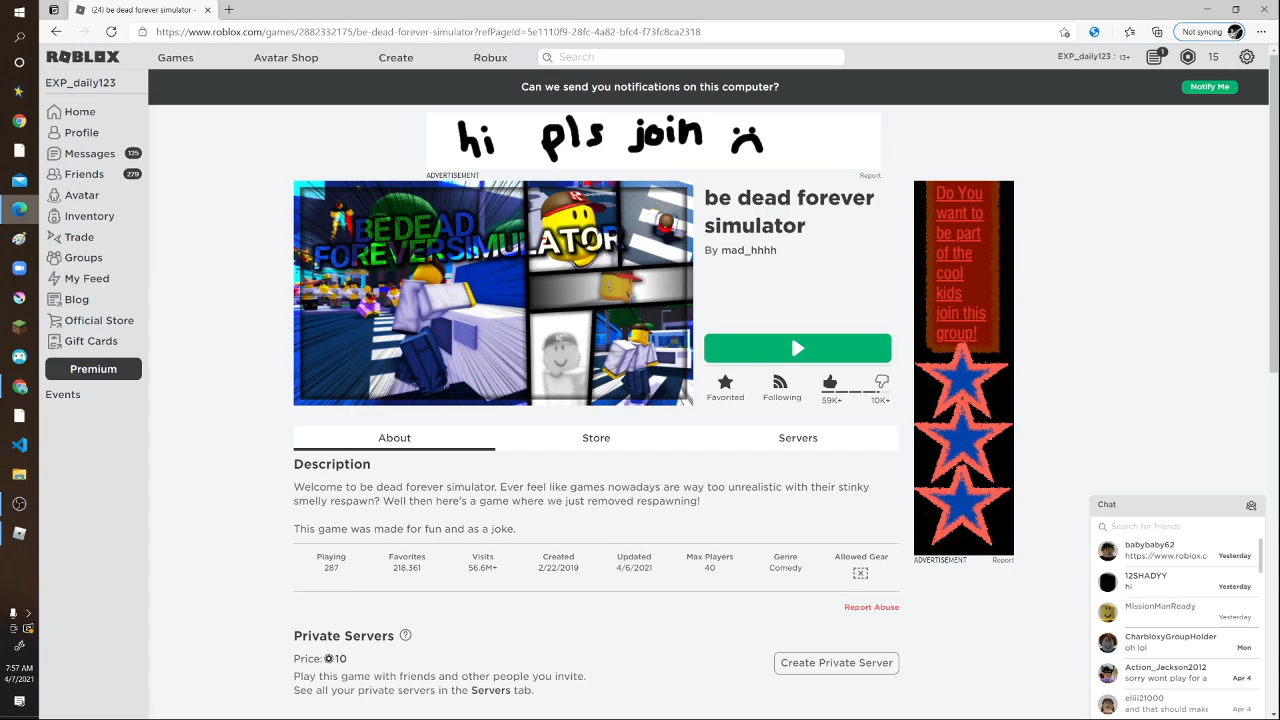 (24) be dead forever simulator -
https://www.roblox.com/games/2882332175/be-dead-forever-simulator?refPageId=5e1110f9-28fc-4a82-bfc4-f73fc8ca2318
Not syncing
ROBLOX
Games
Avatar Shop
Create
Robux
Search
EXP_daily123 : 13+
1
15
EXP_daily123
Can we send you notifications on this computer?
Notify Me
Home
Profile
Messages 125
Friends 279
Avatar
Inventory
Trade
Groups
My Feed
Blog
Official Store
Gift Cards
Premium
Events
hi pls join
ADVERTISEMENT
Report
BE DEAD
FOREVER SIMULATOR
be dead forever
simulator
By mad_hhhh
Favorited
Following
59K+
10K+
Do You
want to
be part
of the
cool
kids
join this
group!
ADVERTISEMENT
Report
About
Store
Servers
Description
Welcome to be dead forever simulator. Ever feel like games nowadays are way too unrealistic with their stinky
smelly respawn? Well then here's a game where we just removed respawning!
This game was made for fun and as a joke.
Playing
287
Favorites
218,361
Visits
56.6M+
Created
2/22/2019
Updated
4/6/2021
Max Players
40
Genre
Comedy
Allowed Gear
Report Abuse
Private Servers
Price: 10
Create Private Server
Play this game with friends and other people you invite.
See all your private servers in the Servers tab.
Chat
Search for friends
babybaby62
https://www.roblox.c
Yesterday
12SHADYY
hi
Yesterday
MissionManReady
Yesterday
CharbloxyGroupHolder
oh lol
Mon
Action_Jackson2012
sorry wont play for a
Apr 4
eliii21000
and that should make
Apr 4
7:57 AM
4/7/2021